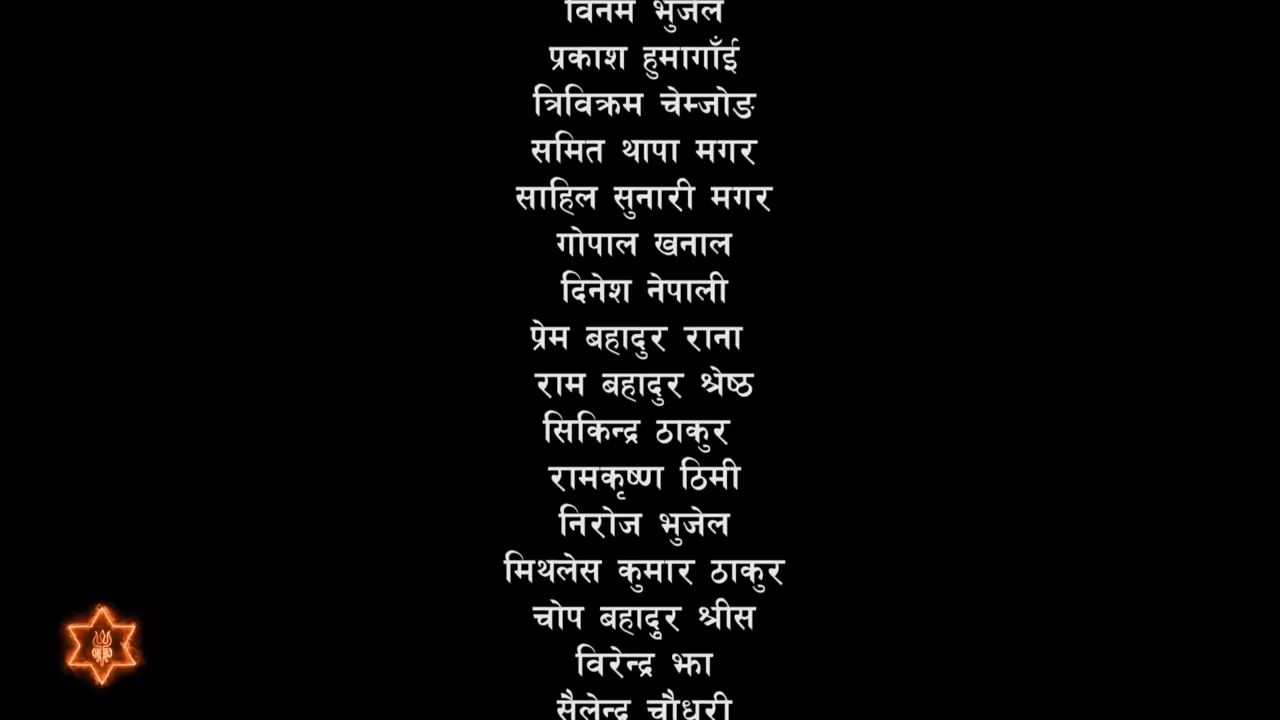 विनम भुजेल
प्रकाश हुमागाँई
त्रिविक्रम चेम्जोङ
समित थापा मगर
साहिल सुनारी मगर
गोपाल खनाल
दिनेश नेपाली
प्रेम बहादुर राना
राम बहादुर श्रेष्ठ
सिकिन्द्र ठाकुर
रामकृष्ण ठिमी
निरोज भुजेल
मिथलेस कुमार ठाकुर
चोप बहादुर श्रीस
विरेन्द्र झा
सैलेन्द्र चौधरी